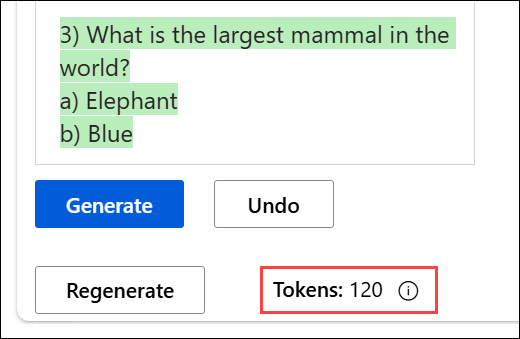 3) What is the largest mammal in the
world?
a) Elephant
b) Blue
Generate
Undo
Regenerate
Tokens: 120